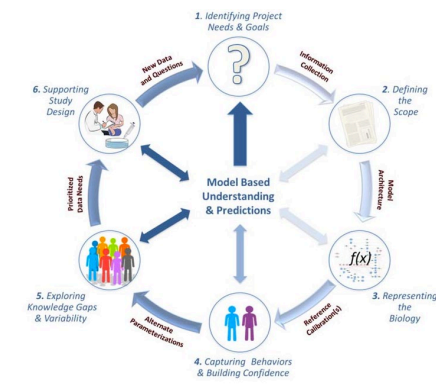 1. Identifying Project
Needs & Goals
Information
Collection
2. Defining
the
Scope
Model
Architecture
f(x)
3. Representing
the
Biology
Reference
Calibration(s)
4. Capturing Behaviors
& Building Confidence
Alternate
Parameterizations
5. Exploring
Knowledge Gaps
& Variability
Prioritized
Data Needs
6. Supporting
Study
Design
New Data
and Questions
Model Based
Understanding
& Predictions